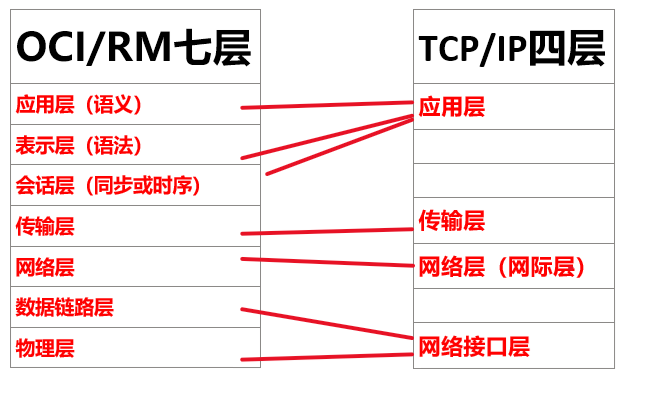 OCI/RM七层
应用层（语义）
表示层（语法）
会话层（同步或时序）
传输层
网络层
数据链路层
物理层
TCP/IP四层
应用层
传输层
网络层（网际层）
网络接口层